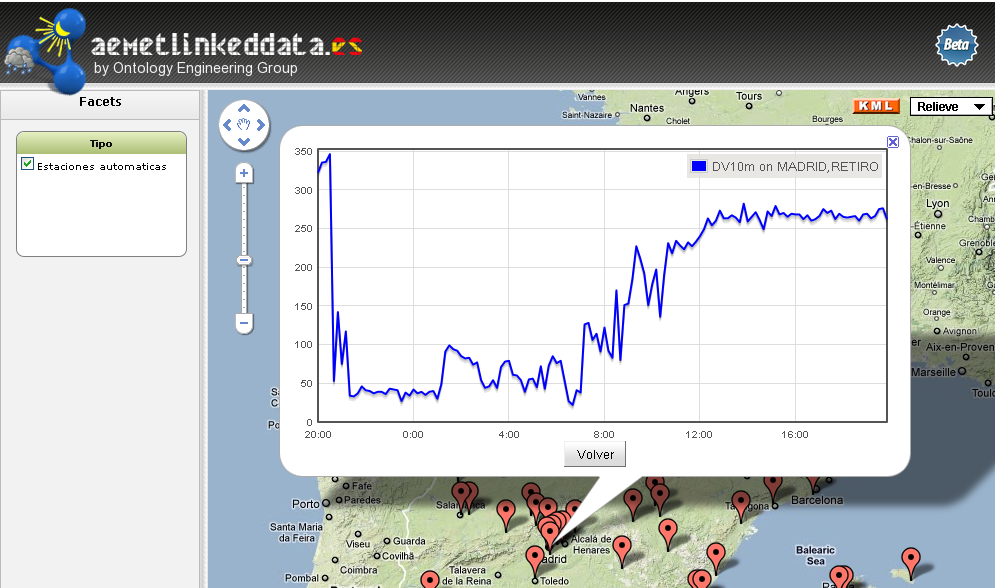 aemetlinkeddata.es
by Ontology Engineering Group
Beta
Facets
Tipo
Estaciones automaticas
KML
Relieve
DV10m on MADRID,RETIRO
350
300
250
200
150
100
50
0
20:00
0:00
4:00
8:00
12:00
16:00
Volver
Vannes
Saint-Nazaire
Nantes
Angers
Cholet
Tours
Bourges
Chalon-sur-Saône
-en-Bresse
Lyon
-Étienne
Grenoble
Valence
Montélimar
Orange
Avignon
Aix-en-Proven
Marseille
Toulo
Fafe
Porto
Paredes
Santa Maria
da Feira
Viseu
Guarda
Covilhã
Coimbra
Pombal
Talavera
de la Reina
Toledo
Alcalá de
Henares
Barcelona
Balearic
Sea